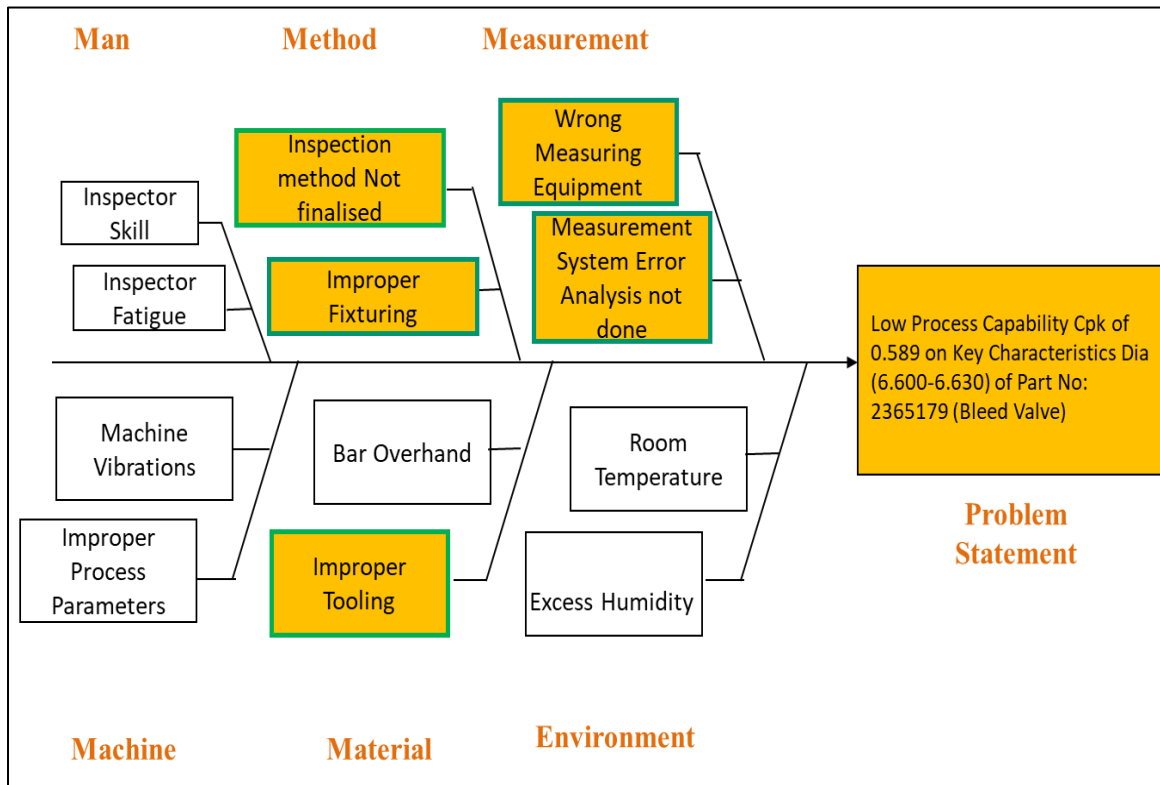 Man
Method
Measurement
Inspector
Skill
Inspector
Fatigue
Inspection
method Not
finalised
Improper
Fixturing
Wrong
Measuring
Equipment
Measurement
System Error
Analysis not
done
Low Process Capability Cpk of
0.589 on Key Characteristics Dia
(6.600-6.630) of Part No:
2365179 (Bleed Valve)
Problem
Statement
Machine
Vibrations
Improper
Process
Parameters
Bar Overhand
Improper
Tooling
Room
Temperature
Excess Humidity
Machine
Material
Environment